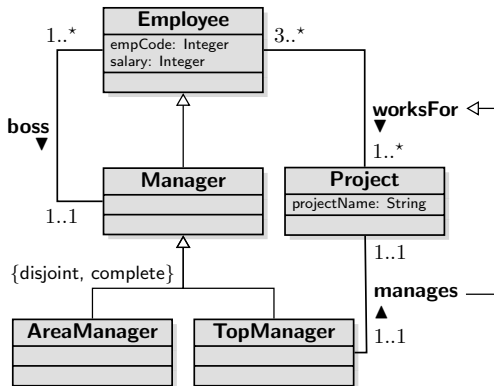 Employee
1..*
empCode: Integer
3..*
salary: Integer
boss
▼
worksFor
▼
1..*
Manager
Project
projectName: String
1..1
1..1
{disjoint, complete}
manages
▲
AreaManager
TopManager
1..1